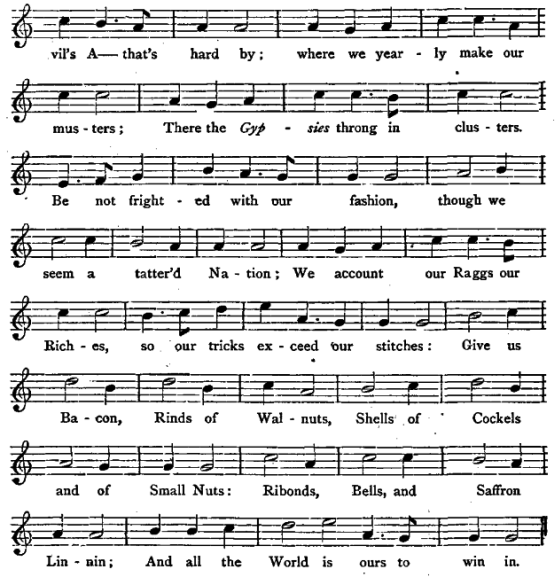 vil's A—that's hard by; where we year - ly make our
mus - ters; There the Gyp - sies throng in clus - ters.
Be not fright - ed with our fashion, though we
seem a tatter'd Na - tion; We account our Raggs our
Rich - es, so our tricks ex - ceed our stitches: Give us
Ba - con, Rinds of Wal - nuts, Shells of Cockels
and of Small Nuts: Ribonds, Bells, and Saffron
Lin - nin; And all the World is ours to win in.